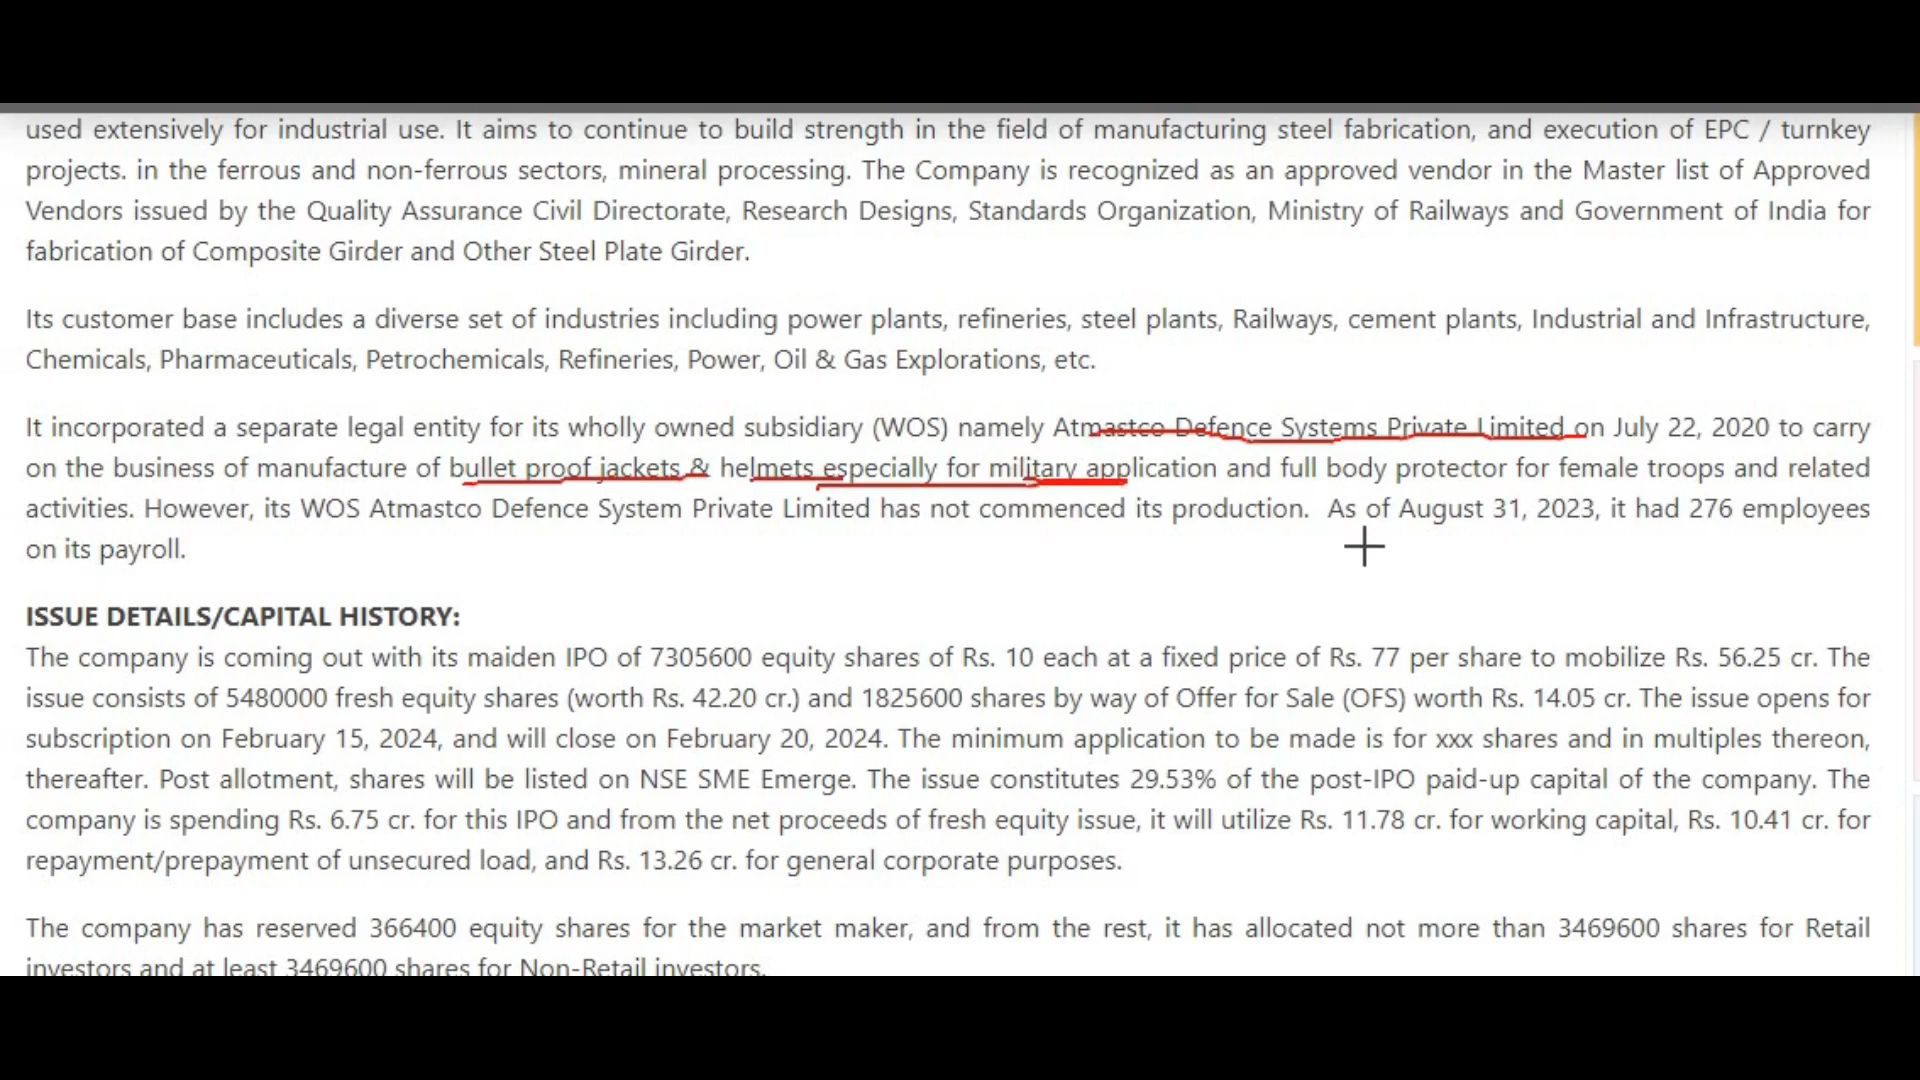 used extensively for industrial use. It aims to continue to build strength in the field of manufacturing steel fabrication, and execution of EPC / turnkey
projects. in the ferrous and non-ferrous sectors, mineral processing. The Company is recognized as an approved vendor in the Master list of Approved
Vendors issued by the Quality Assurance Civil Directorate, Research Designs, Standards Organization, Ministry of Railways and Government of India for
fabrication of Composite Girder and Other Steel Plate Girder.
Its customer base includes a diverse set of industries including power plants, refineries, steel plants, Railways, cement plants, Industrial and Infrastructure,
Chemicals, Pharmaceuticals, Petrochemicals, Refineries, Power, Oil & Gas Explorations, etc.
It incorporated a separate legal entity for its wholly owned subsidiary (WOS) namely Atmastco Defence Systems Private Limited on July 22, 2020 to carry
on the business of manufacture of bullet proof jackets & helmets especially for military application and full body protector for female troops and related
activities. However, its WOS Atmastco Defence System Private Limited has not commenced its production. As of August 31, 2023, it had 276 employees
on its payroll.
ISSUE DETAILS/CAPITAL HISTORY:
The company is coming out with its maiden IPO of 7305600 equity shares of Rs. 10 each at a fixed price of Rs. 77 per share to mobilize Rs. 56.25 cr. The
issue consists of 5480000 fresh equity shares (worth Rs. 42.20 cr.) and 1825600 shares by way of Offer for Sale (OFS) worth Rs. 14.05 cr. The issue opens for
subscription on February 15, 2024, and will close on February 20, 2024. The minimum application to be made is for xxx shares and in multiples thereon,
thereafter. Post allotment, shares will be listed on NSE SME Emerge. The issue constitutes 29.53% of the post-IPO paid-up capital of the company. The
company is spending Rs. 6.75 cr. for this IPO and from the net proceeds of fresh equity issue, it will utilize Rs. 11.78 cr. for working capital, Rs. 10.41 cr. for
repayment/prepayment of unsecured load, and Rs. 13.26 cr. for general corporate purposes.
The company has reserved 366400 equity shares for the market maker, and from the rest, it has allocated not more than 3469600 shares for Retail
investors and at least 3469600 shares for Non-Retail investors.